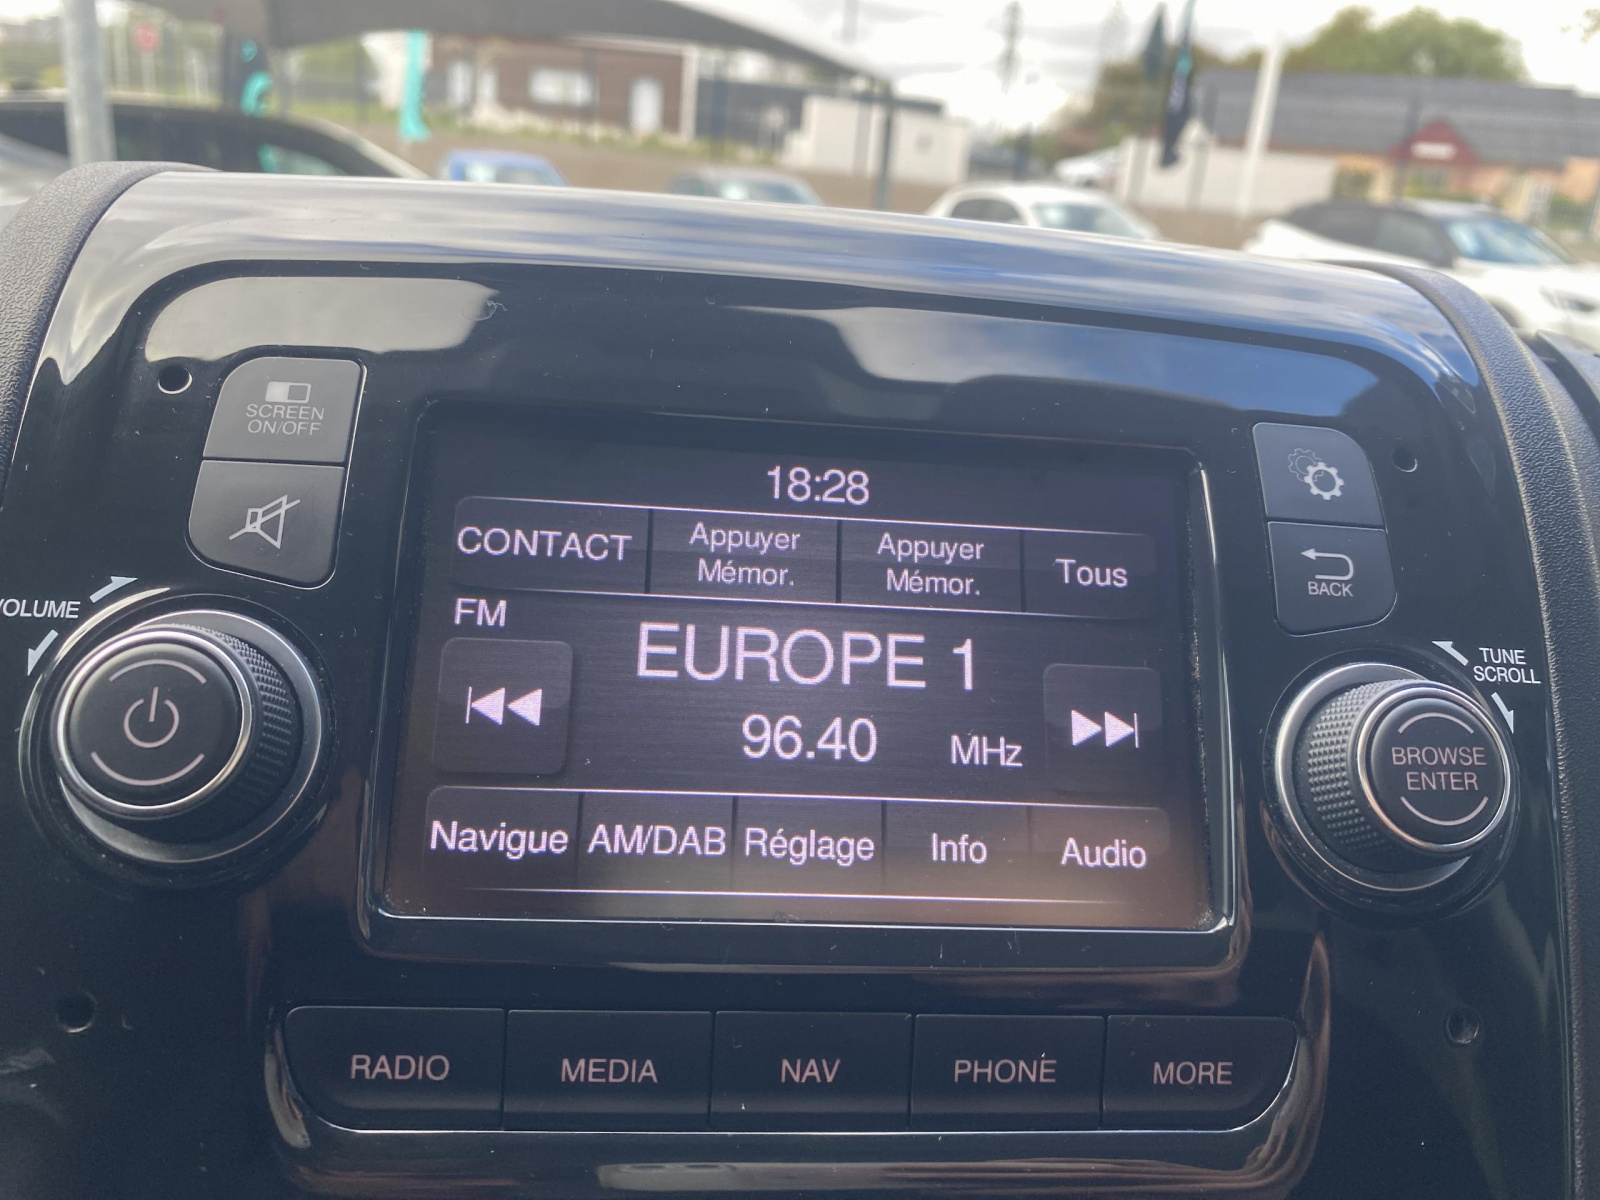 SCREEN
ON/OFF
VOLUME
18:28
CONTACT
Appuyer
Mémor.
Appuyer
Mémor.
Tous
FM
EUROPE 1
96.40 MHz
Navigue AM/DAB Réglage Info Audio
BACK
TUNE
SCROLL
BROWSE
ENTER
RADIO MEDIA NAV PHONE MORE